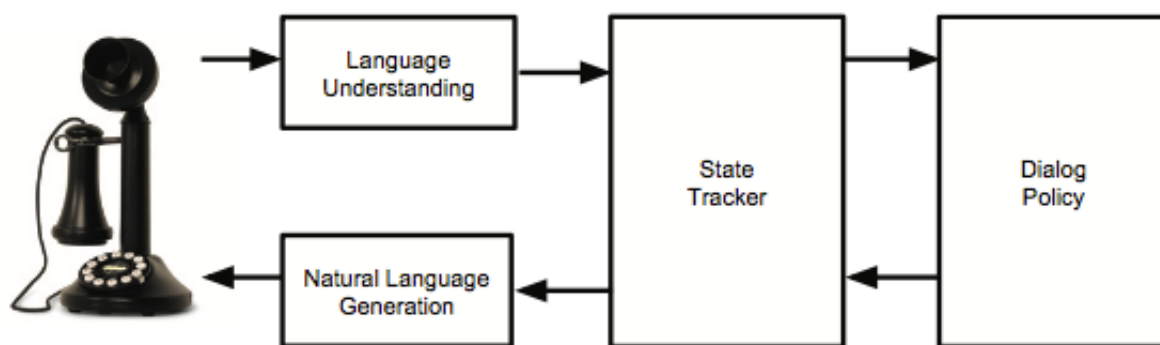 Language
Understanding
State
Tracker
Dialog
Policy
Natural Language
Generation